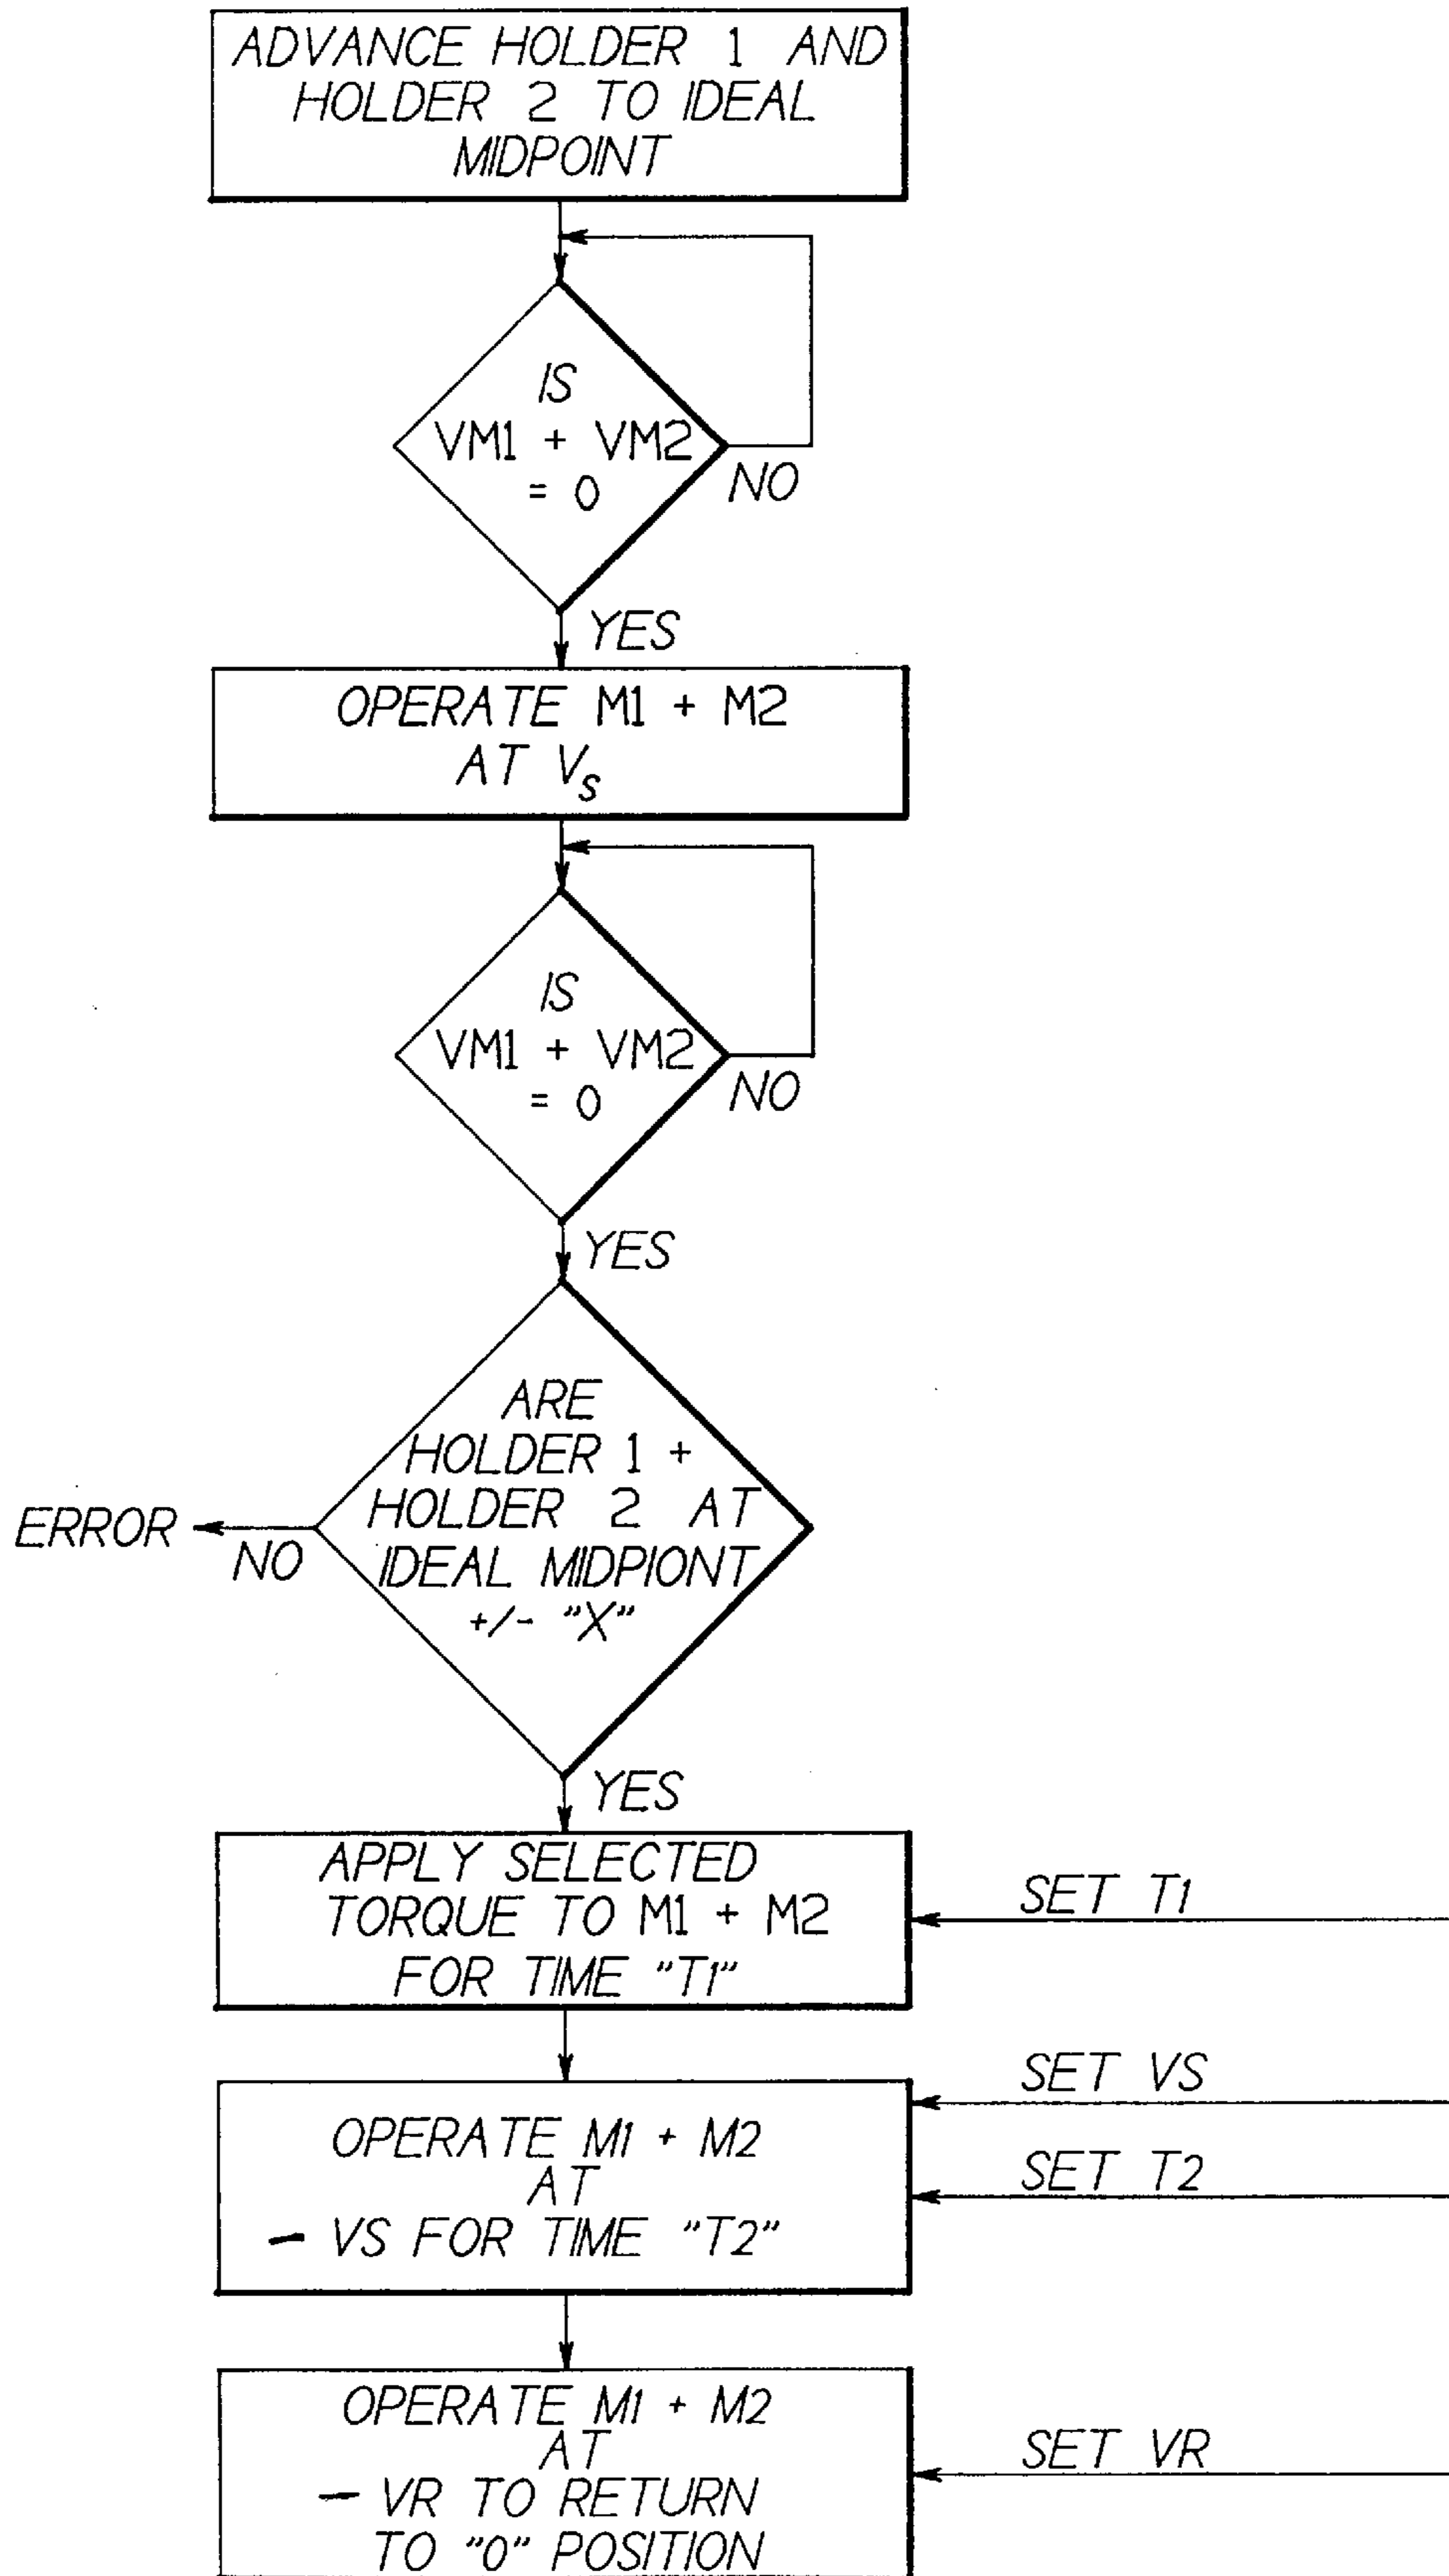 ADVANCE HOLDER 1 AND
HOLDER 2 TO IDEAL
MIDPOINT
IS
VM1 + VM2
= 0
NO
YES
OPERATE M1 + M2
AT Vs
IS
VM1 + VM2
= 0
NO
YES
ARE
HOLDER 1 +
HOLDER 2 AT
IDEAL MIDPIONT
+/- "X"
ERROR
NO
YES
APPLY SELECTED
TORQUE TO M1 + M2
FOR TIME "T1"
SET T1
OPERATE M1 + M2
AT
- VS FOR TIME "T2"
SET VS
SET T2
OPERATE M1 + M2
AT
- VR TO RETURN
TO "0" POSITION
SET VR